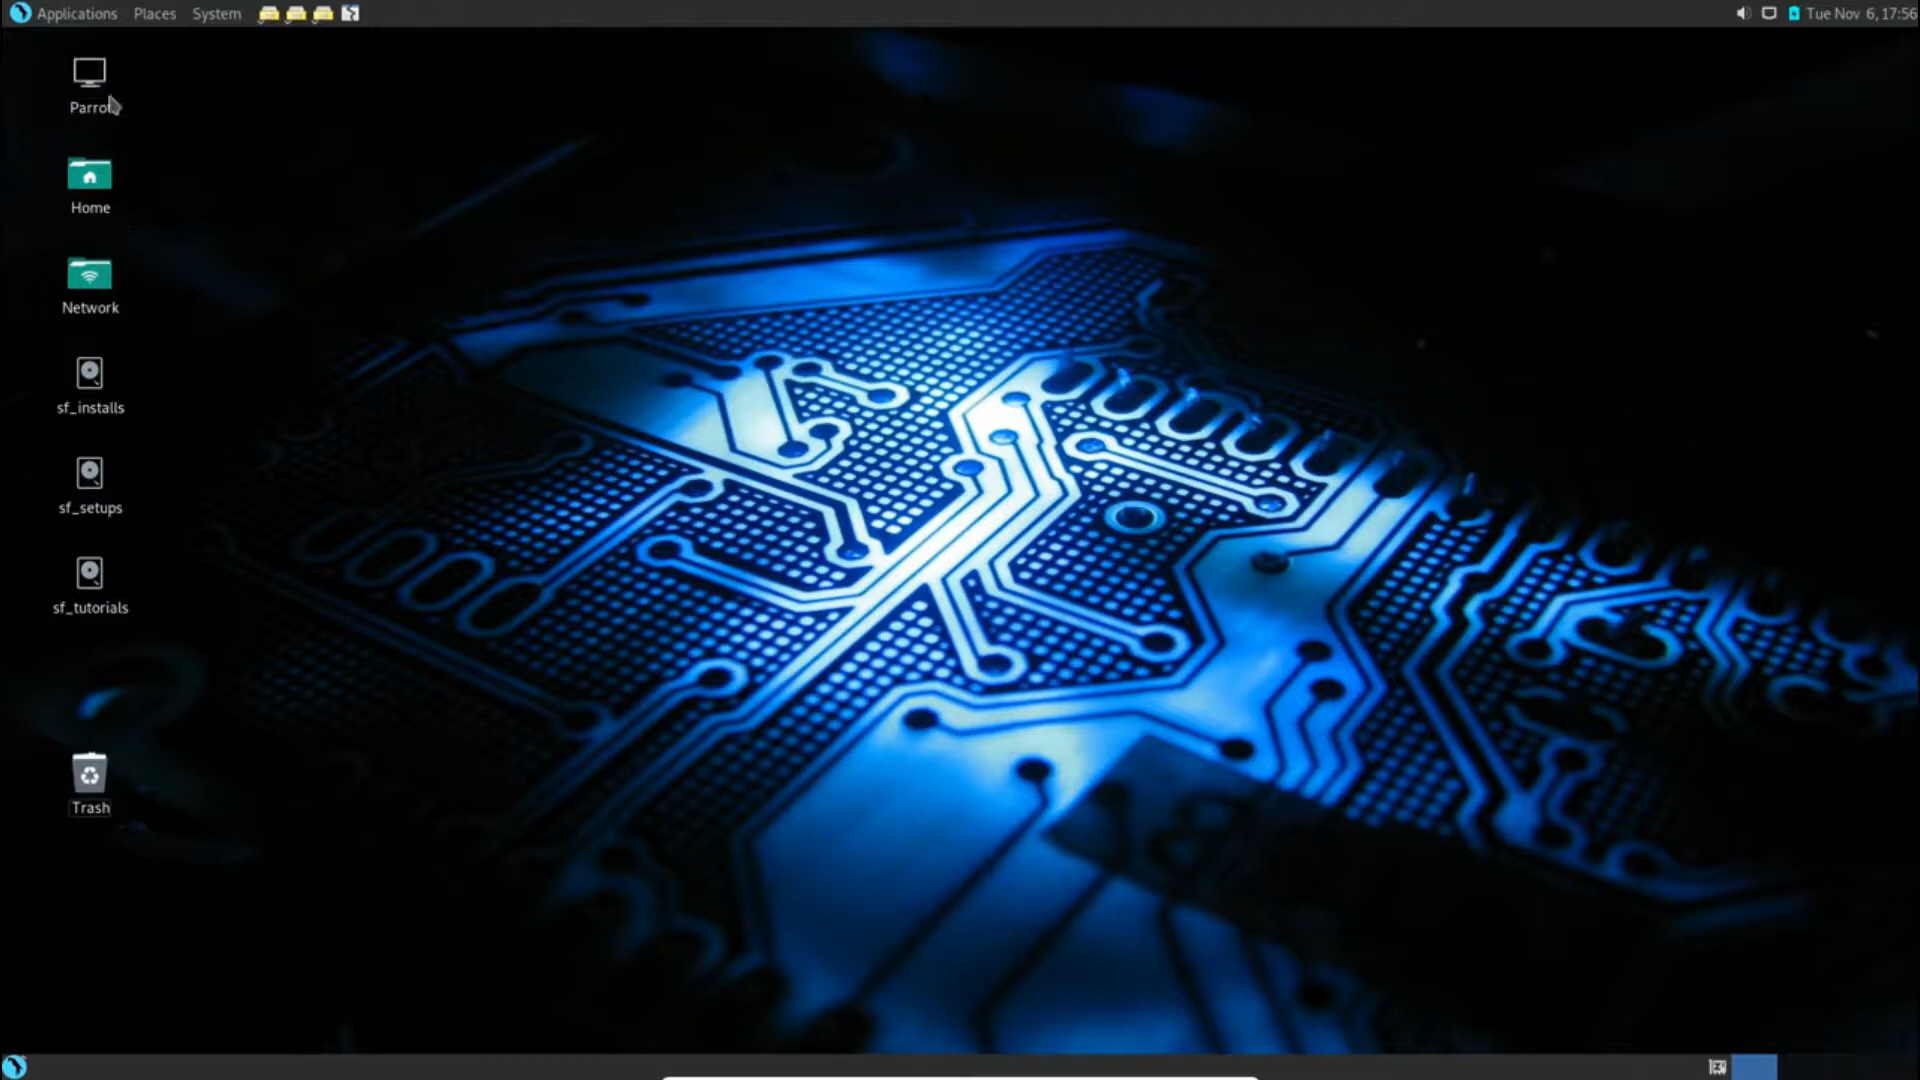 Applications Places System Tue Nov 6, 17:56
Parrot
Home
Network
sf_installs
sf_setups
sf_tutorials
Trash